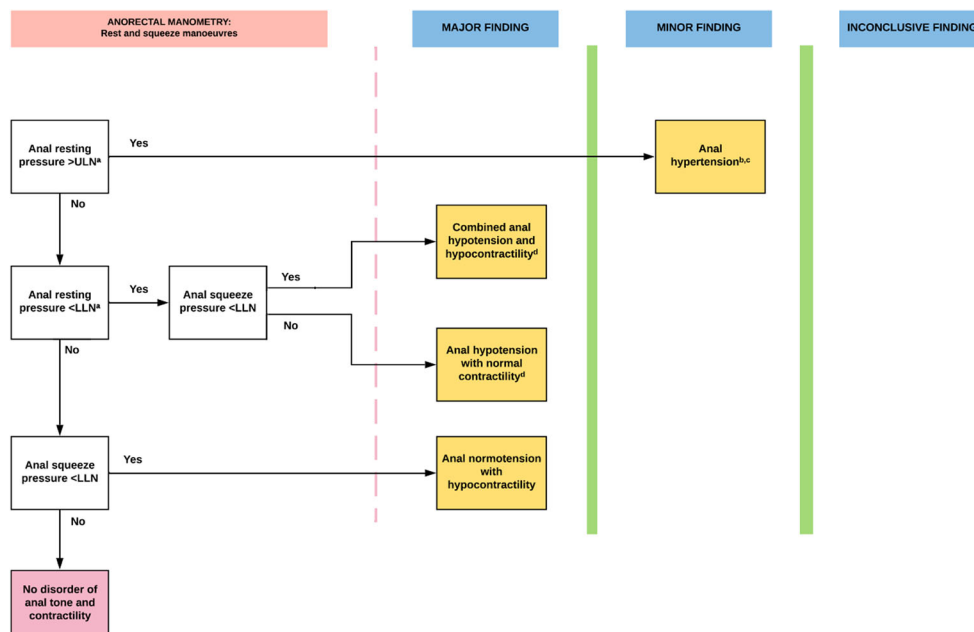 ANORECTAL MANOMETRY:
Rest and squeeze manoeuvres
MAJOR FINDING
MINOR FINDING
INCONCLUSIVE FINDING
Anal resting
pressure >ULNᵃ
Yes
Anal
hypertensionᵇ,ᶜ
No
Combined anal
hypotension and
hypocontractilityᵈ
Anal resting
pressure <LLNᵃ
Yes
Anal squeeze
pressure <LLN
Yes
No
Anal hypotension
with normal
contractilityᵈ
No
Anal squeeze
pressure <LLN
Yes
Anal normotension
with
hypocontractility
No
No disorder of
anal tone and
contractility